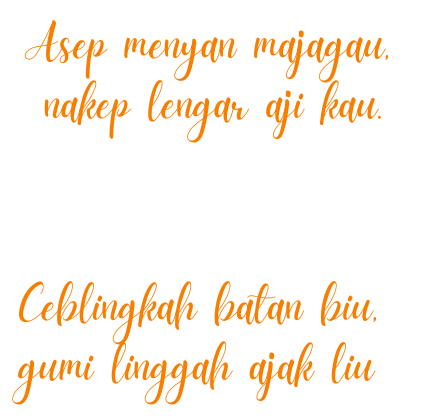 Asep menyan majagau,
nakep lengar aji kau.
Ceblingkah batan biu,
gumi linggah ajak liu